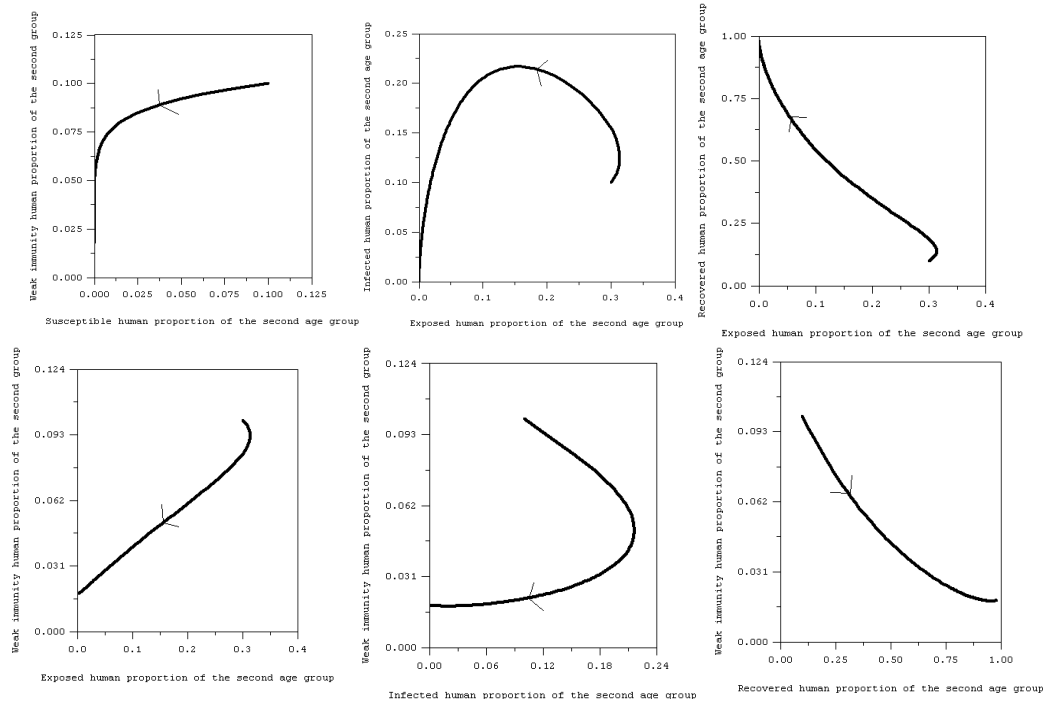 Weak immunity human proportion of the second group
0.125
0.100
0.075
0.050
0.025
0.000
0.000 0.025 0.050 0.075 0.100 0.125
Susceptible human proportion of the second age group
Infected human proportion of the second age group
0.25
0.20
0.15
0.10
0.05
0.00
0.0 0.1 0.2 0.3 0.4
Exposed human proportion of the second age group
Recovered human proportion of the second age group
1.00
0.75
0.50
0.25
0.00
0.0 0.1 0.2 0.3 0.4
Exposed human proportion of the second age group
Weak immunity human proportion of the second group
0.124
0.093
0.062
0.031
0.000
0.0 0.1 0.2 0.3 0.4
Exposed human proportion of the second age group
Weak immunity human proportion of the second group
0.124
0.093
0.062
0.031
0.000
0.00 0.06 0.12 0.18 0.24
Infected human proportion of the second age group
Weak immunity human proportion of the second group
0.124
0.093
0.062
0.031
0.000
0.00 0.25 0.50 0.75 1.00
Recovered human proportion of the second age group